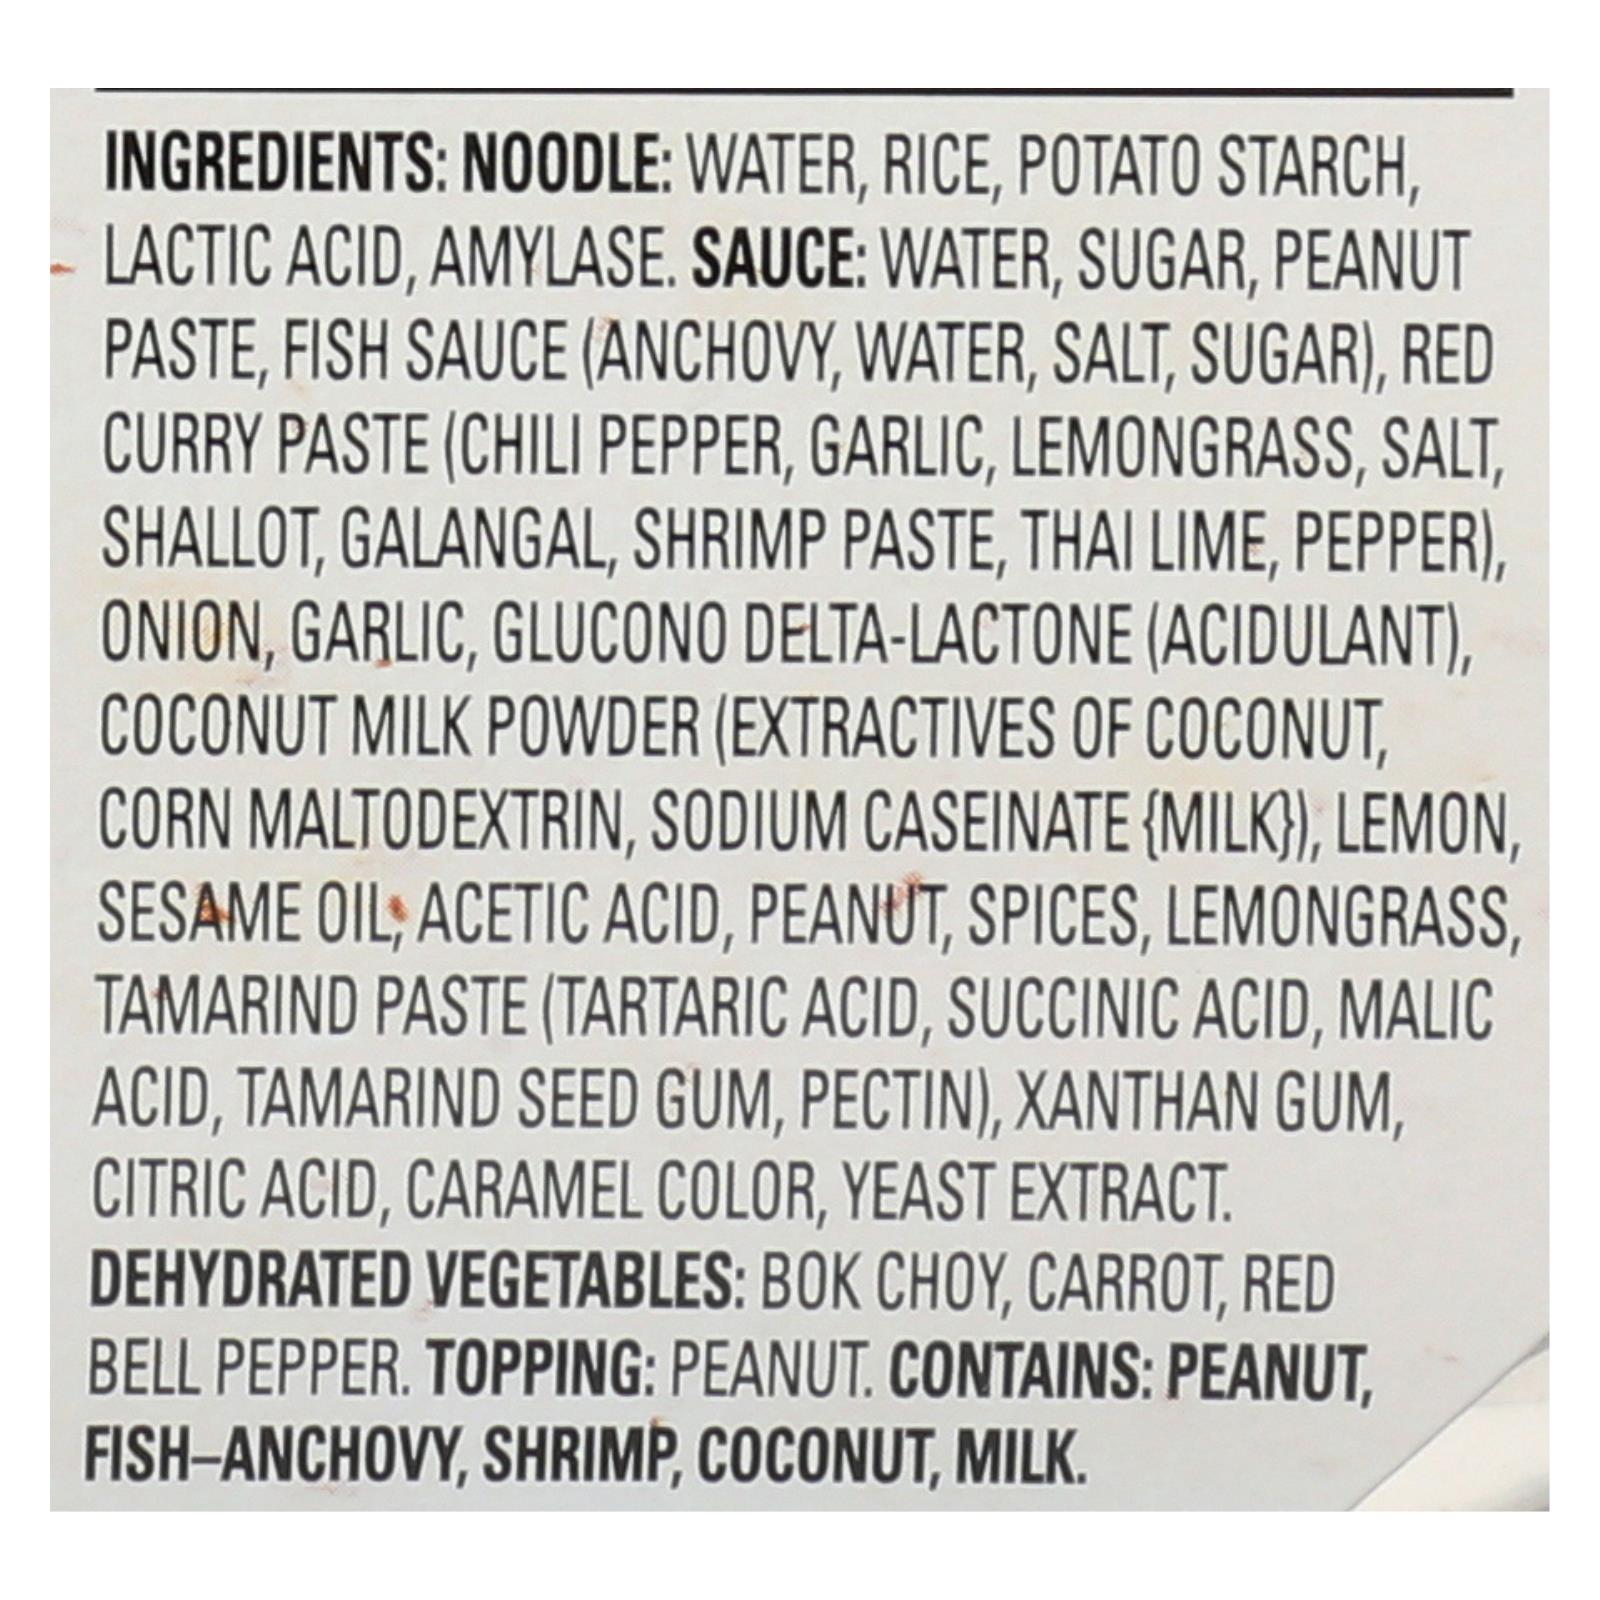 INGREDIENTS: NOODLE: WATER, RICE, POTATO STARCH,
LACTIC ACID, AMYLASE. SAUCE: WATER, SUGAR, PEANUT
PASTE, FISH SAUCE (ANCHOVY, WATER, SALT, SUGAR), RED
CURRY PASTE (CHILI PEPPER, GARLIC, LEMONGRASS, SALT,
SHALLOT, GALANGAL, SHRIMP PASTE, THAI LIME, PEPPER),
ONION, GARLIC, GLUCONO DELTA-LACTONE (ACIDULANT),
COCONUT MILK POWDER (EXTRACTIVES OF COCONUT,
CORN MALTODEXTRIN, SODIUM CASEINATE {MILK}), LEMON,
SESAME OIL, ACETIC ACID, PEANUT, SPICES, LEMONGRASS,
TAMARIND PASTE (TARTARIC ACID, SUCCINIC ACID, MALIC
ACID, TAMARIND SEED GUM, PECTIN), XANTHAN GUM,
CITRIC ACID, CARAMEL COLOR, YEAST EXTRACT.
DEHYDRATED VEGETABLES: BOK CHOY, CARROT, RED
BELL PEPPER. TOPPING: PEANUT. CONTAINS: PEANUT,
FISH–ANCHOVY, SHRIMP, COCONUT, MILK.